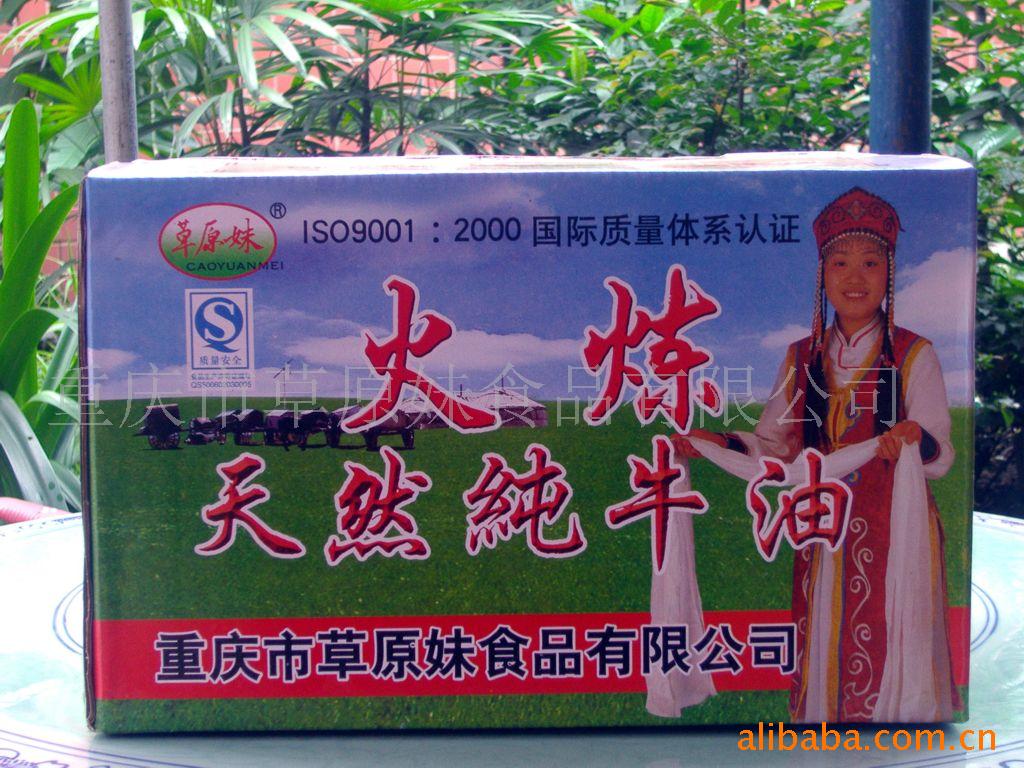 草原妹®
CAOYUANMEI
ISO9001：2000 国际质量体系认证
质量安全
火炼
重庆市草原妹食品有限公司
天然純牛油
重庆市草原妹食品有限公司
alibaba.com.cn